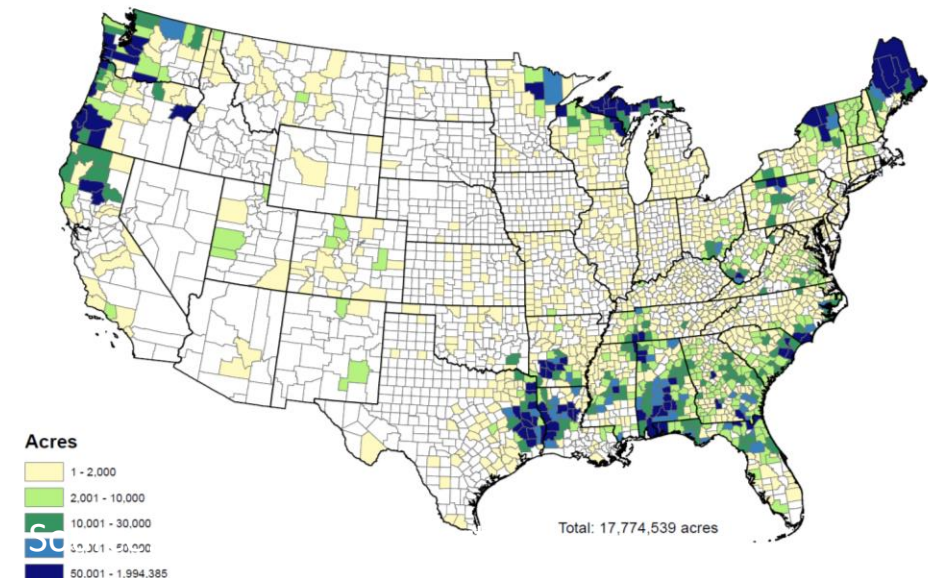 Acres
1 - 2,000
2,001 - 10,000
10,001 - 30,000
50,001 - 1,994,385
Total: 17,774,539 acres